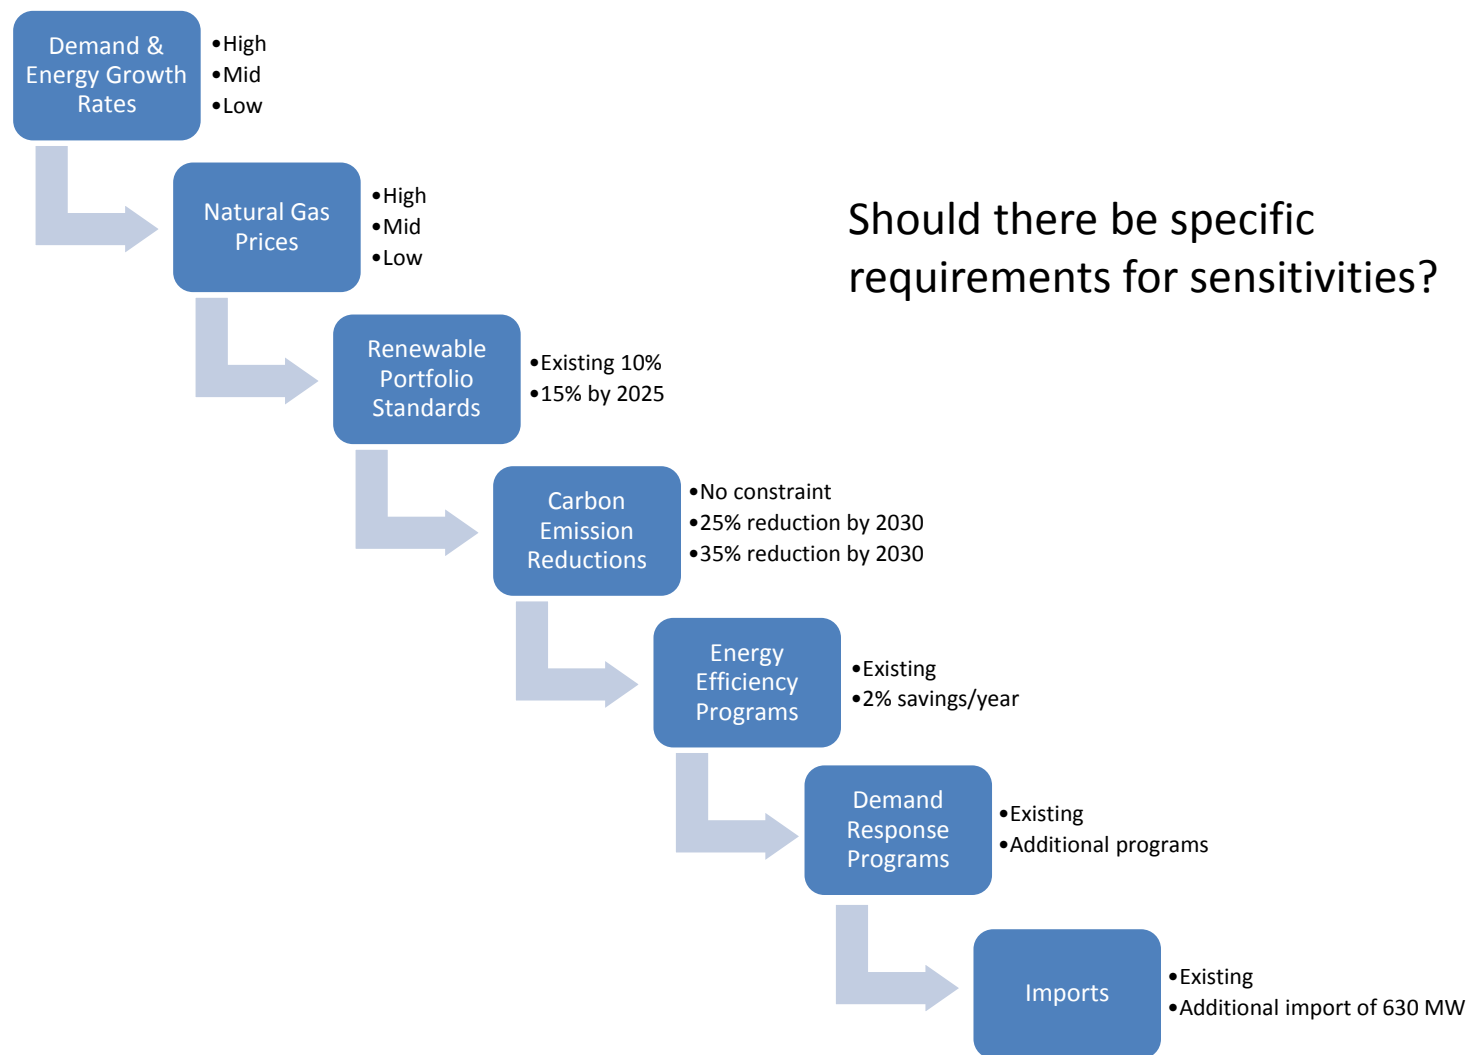 Demand &
Energy Growth
Rates
•High
•Mid
•Low
Natural Gas
Prices
•High
•Mid
•Low
Should there be specific
requirements for sensitivities?
Renewable
Portfolio
Standards
•Existing 10%
•15% by 2025
Carbon
Emission
Reductions
•No constraint
•25% reduction by 2030
•35% reduction by 2030
Energy
Efficiency
Programs
•Existing
•2% savings/year
Demand
Response
Programs
•Existing
•Additional programs
Imports
•Existing
•Additional import of 630 MW